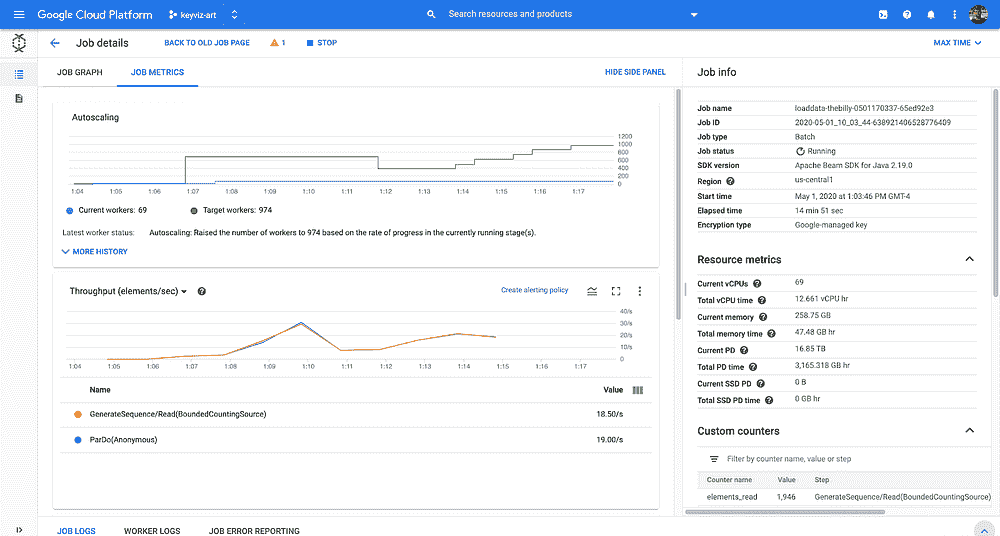 Google Cloud Platform
keyviz-art
Search resources and products
Job details
BACK TO OLD JOB PAGE
1
STOP
MAX TIME
JOB GRAPH
JOB METRICS
HIDE SIDE PANEL
Autoscaling
1200
1000
800
600
400
200
0
1:04 1:05 1:06 1:07 1:08 1:09 1:10 1:11 1:12 1:13 1:14 1:15 1:16 1:17
Current workers: 69
Target workers: 974
Latest worker status: Autoscaling: Raised the number of workers to 974 based on the rate of progress in the currently running stage(s).
MORE HISTORY
Throughput (elements/sec)
Create alerting policy
40/s
30/s
20/s
10/s
0
1:04 1:05 1:06 1:07 1:08 1:09 1:10 1:11 1:12 1:13 1:14 1:15 1:16 1:17
Name Value
GenerateSequence/Read(BoundedCountingSource) 18.50/s
ParDo(Anonymous) 19.00/s
JOB LOGS
WORKER LOGS
JOB ERROR REPORTING
Job info
Job name loaddata-thebilly-0501170337-65ed92e3
Job ID 2020-05-01_10_03_44-638921406528776409
Job type Batch
Job status Running
SDK version Apache Beam SDK for Java 2.19.0
Region us-central1
Start time May 1, 2020 at 1:03:46 PM GMT-4
Elapsed time 14 min 51 sec
Encryption type Google-managed key
Resource metrics
Current vCPUs 69
Total vCPU time 12.661 vCPU hr
Current memory 258.75 GB
Total memory time 47.48 GB hr
Current PD 16.85 TB
Total PD time 3,165.318 GB hr
Current SSD PD 0 B
Total SSD PD time 0 GB hr
Custom counters
Filter by counter name, value or step
Counter name Value Step
elements_read 1,946 GenerateSequence/Read(BoundedCountingSource)